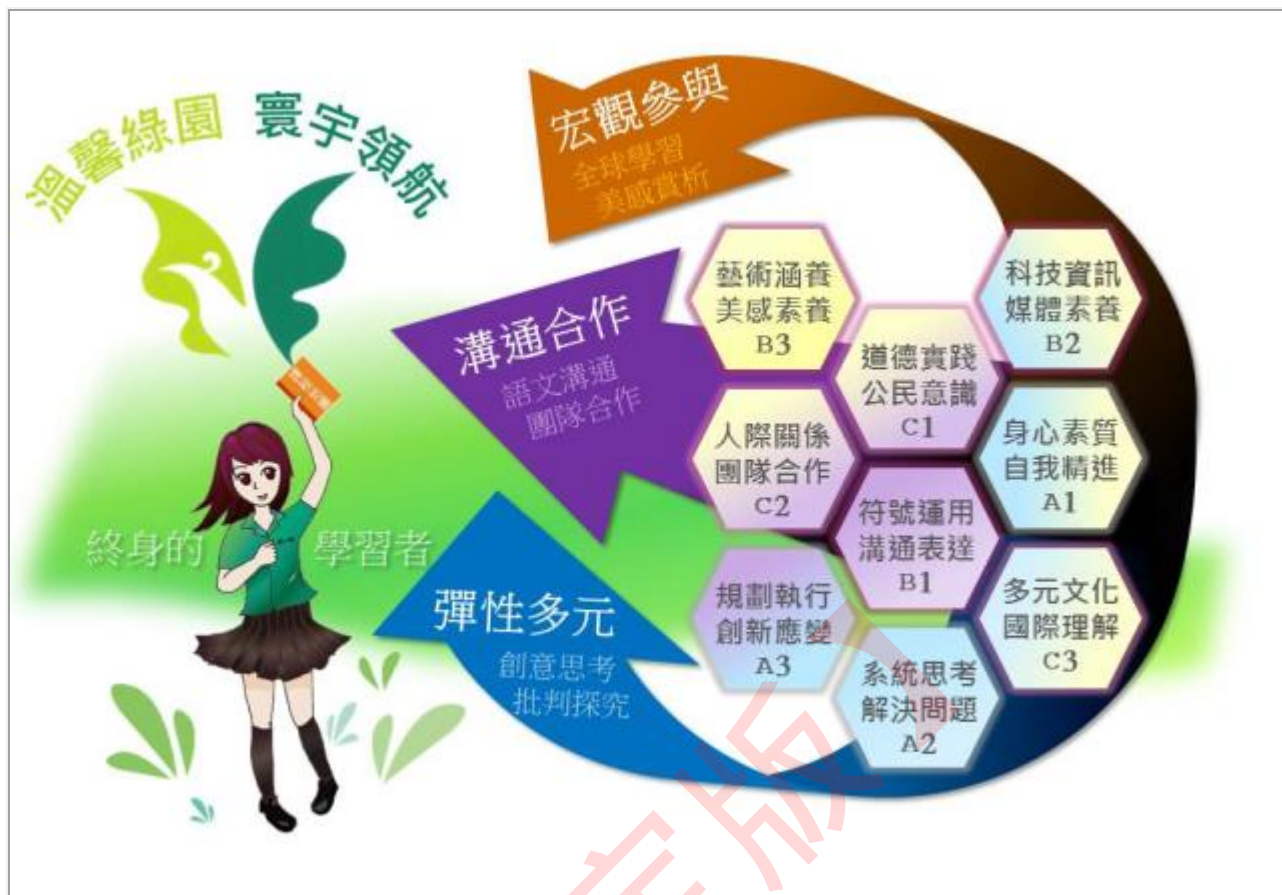 溫馨綠園 寰宇領航
宏觀參與
全球學習
美感賞析
溝通合作
語文溝通
團隊合作
彈性多元
創意思考
批判探究
終身的 學習者
藝術涵養
美感素養
B3
科技資訊
媒體素養
B2
道德實踐
公民意識
C1
人際關係
團隊合作
C2
身心素質
自我精進
A1
符號運用
溝通表達
B1
規劃執行
創新應變
A3
多元文化
國際理解
C3
系統思考
解決問題
A2
定版)